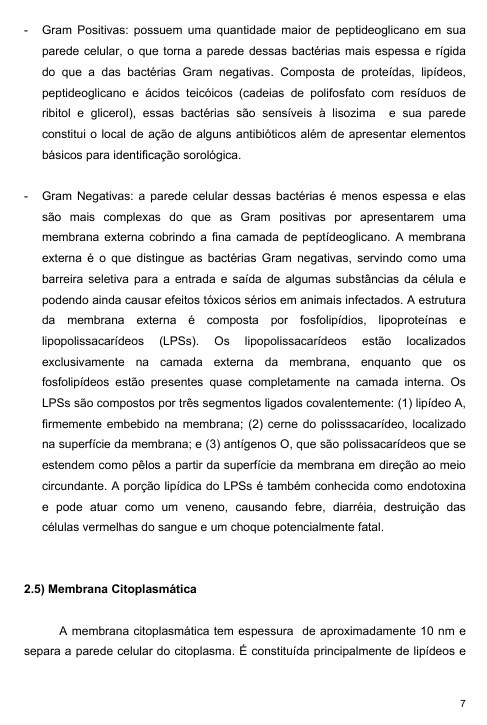 - Gram Positivas: possuem uma quantidade maior de peptideoglicano em sua
parede celular, o que torna a parede dessas bactérias mais espessa e rígida
do que a das bactérias Gram negativas. Composta de proteídas, lipídeos,
peptideoglicano e ácidos teicóicos (cadeias de polifosfato com resíduos de
ribitol e glicerol), essas bactérias são sensíveis à lisozima e sua parede
constitui o local de ação de alguns antibióticos além de apresentar elementos
básicos para identificação sorológica.
- Gram Negativas: a parede celular dessas bactérias é menos espessa e elas
são mais complexas do que as Gram positivas por apresentarem uma
membrana externa cobrindo a fina camada de peptídeoglicano. A membrana
externa é o que distingue as bactérias Gram negativas, servindo como uma
barreira seletiva para a entrada e saída de algumas substâncias da célula e
podendo ainda causar efeitos tóxicos sérios em animais infectados. A estrutura
da membrana externa é composta por fosfolipídios, lipoproteínas e
lipopolissacarídeos (LPSs). Os lipopolissacarídeos estão localizados
exclusivamente na camada externa da membrana, enquanto que os
fosfolipídeos estão presentes quase completamente na camada interna. Os
LPSs são compostos por três segmentos ligados covalentemente: (1) lipídeo A,
firmemente embebido na membrana; (2) cerne do polisssacarídeo, localizado
na superfície da membrana; e (3) antígenos O, que são polissacarídeos que se
estendem como pêlos a partir da superfície da membrana em direção ao meio
circundante. A porção lipídica do LPSs é também conhecida como endotoxina
e pode atuar como um veneno, causando febre, diarréia, destruição das
células vermelhas do sangue e um choque potencialmente fatal.
2.5) Membrana Citoplasmática
A membrana citoplasmática tem espessura de aproximadamente 10 nm e
separa a parede celular do citoplasma. É constituída principalmente de lipídeos e
7